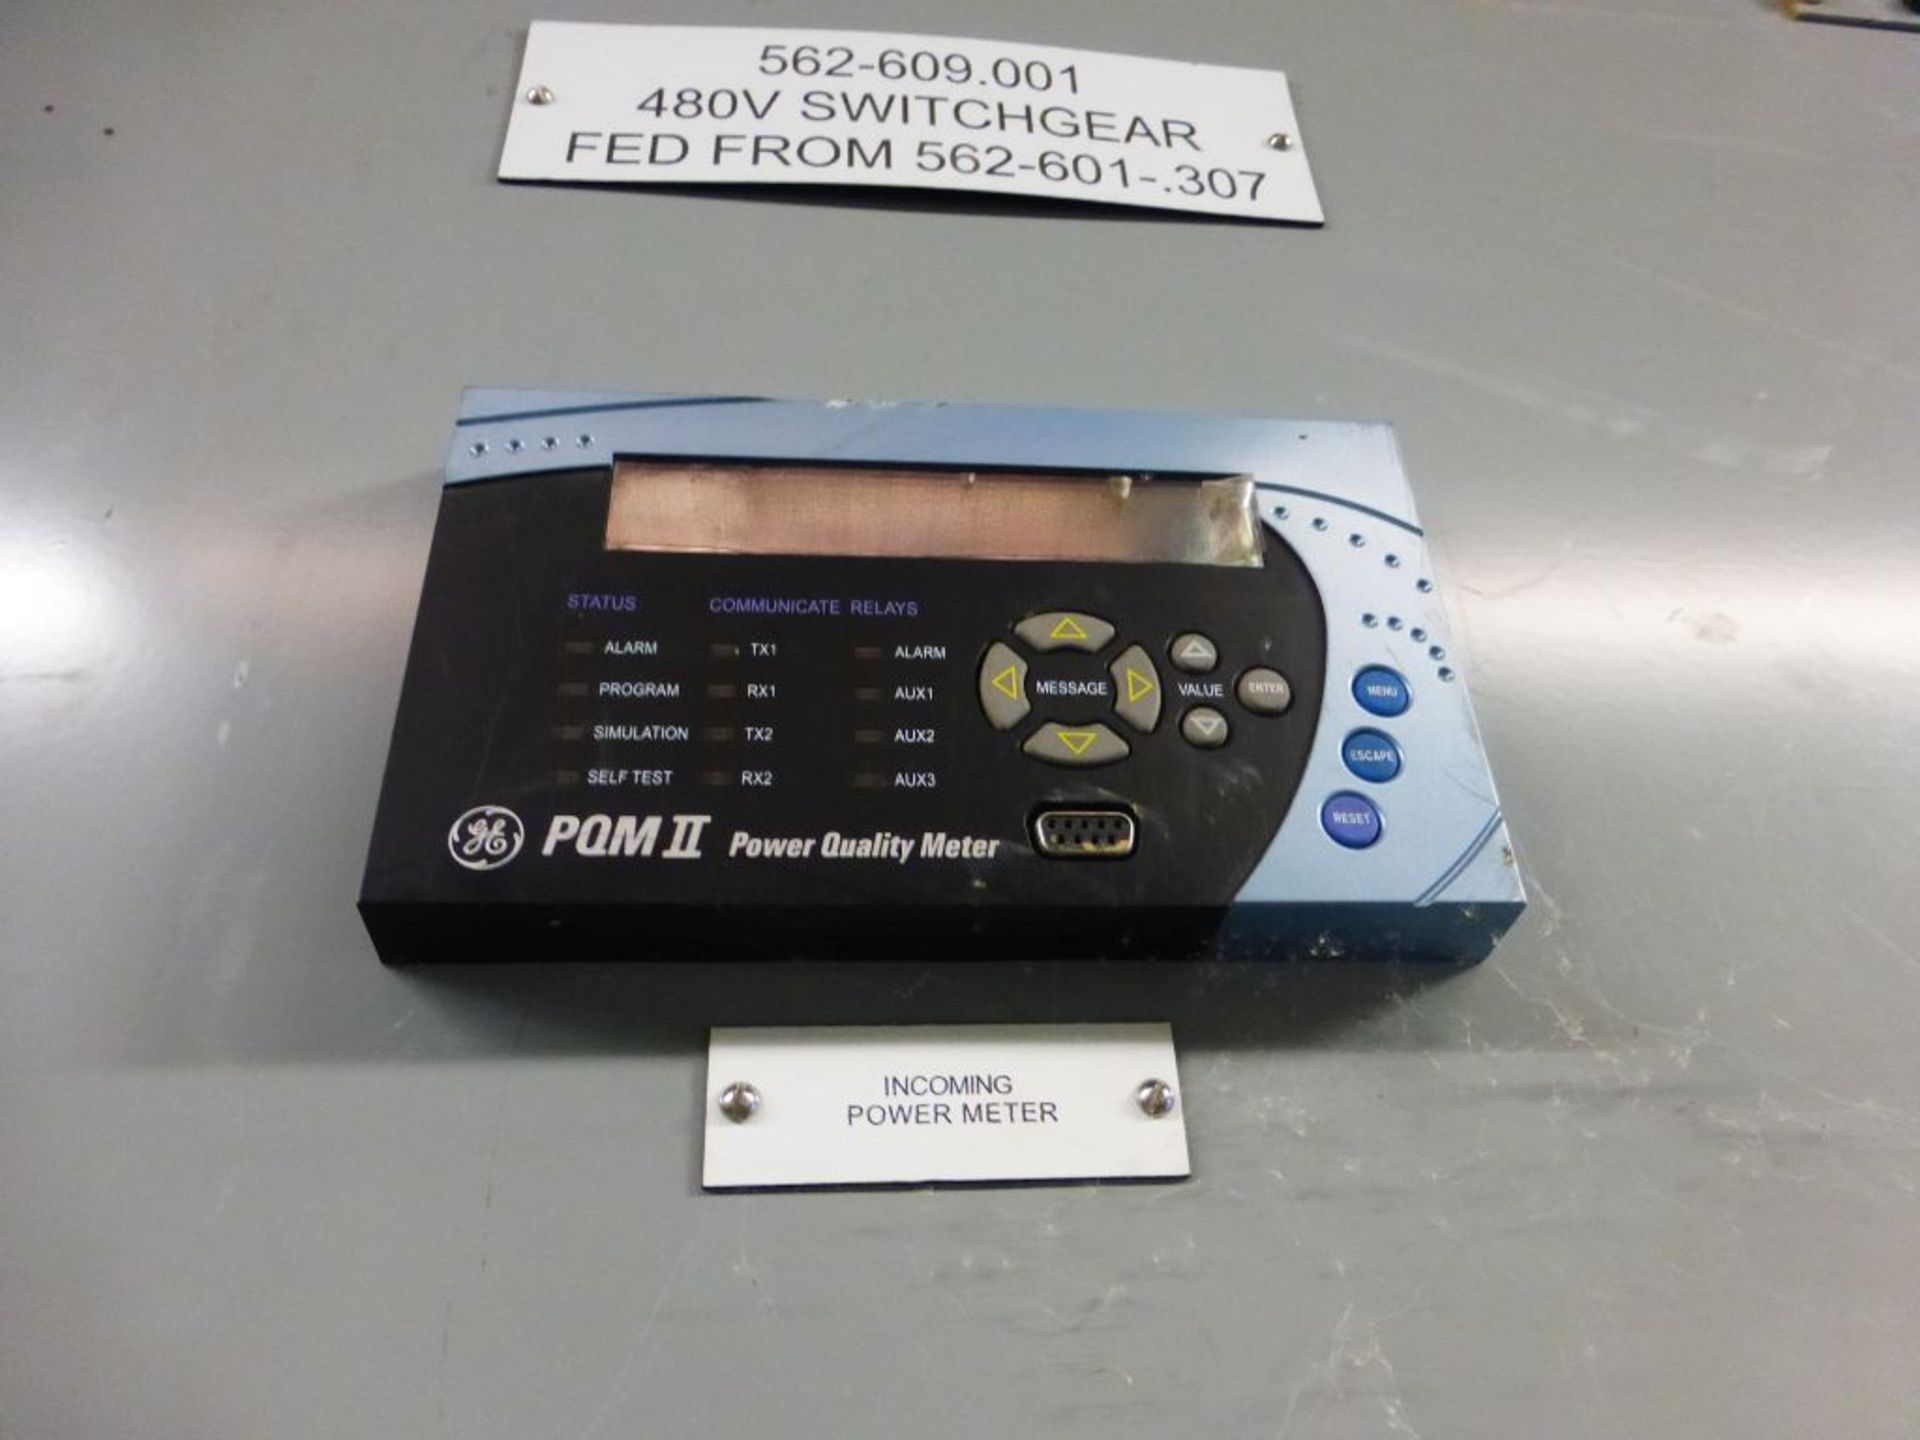 562-609.001
480V SWITCHGEAR
FED FROM 562-601-.307
STATUS COMMUNICATE RELAYS
ALARM TX1 ALARM
PROGRAM RX1 AUX1
SIMULATION TX2 AUX2
SELF TEST RX2 AUX3
MESSAGE VALUE ENTER
MENU
ESCAPE
RESET
GE PQM II Power Quality Meter
INCOMING
POWER METER